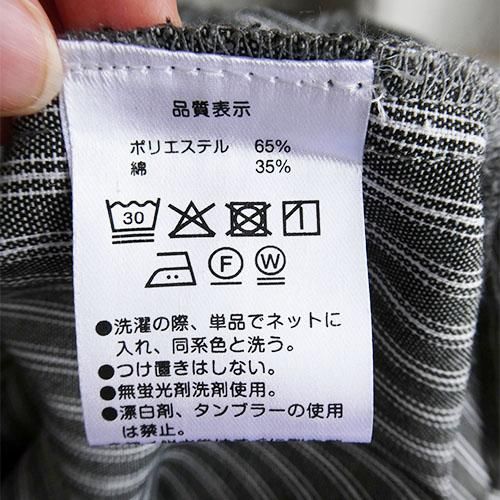 品質表示
ポリエステル 65%
綿 35%
30
F W
●洗濯の際、単品でネットに
入れ、同系色と洗う。
●つけ置きはしない。
●無蛍光剤洗剤使用。
●漂白剤、タンブラーの使用
は禁止。